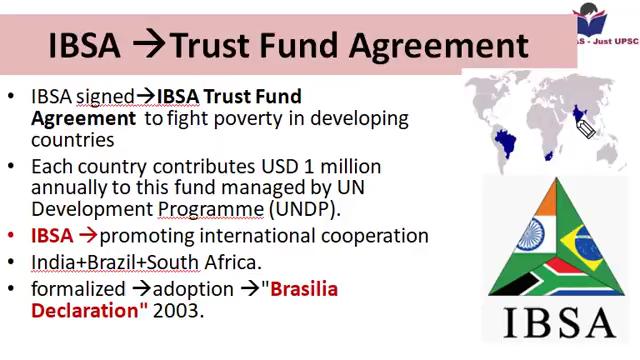 IBSA →Trust Fund Agreement
S - Just UPSC
• IBSA signed→IBSA Trust Fund
Agreement to fight poverty in developing
countries
• Each country contributes USD 1 million
annually to this fund managed by UN
Development Programme (UNDP).
• IBSA →promoting international cooperation
• India+Brazil+South Africa.
• formalized →adoption →"Brasilia
Declaration" 2003.
IBSA